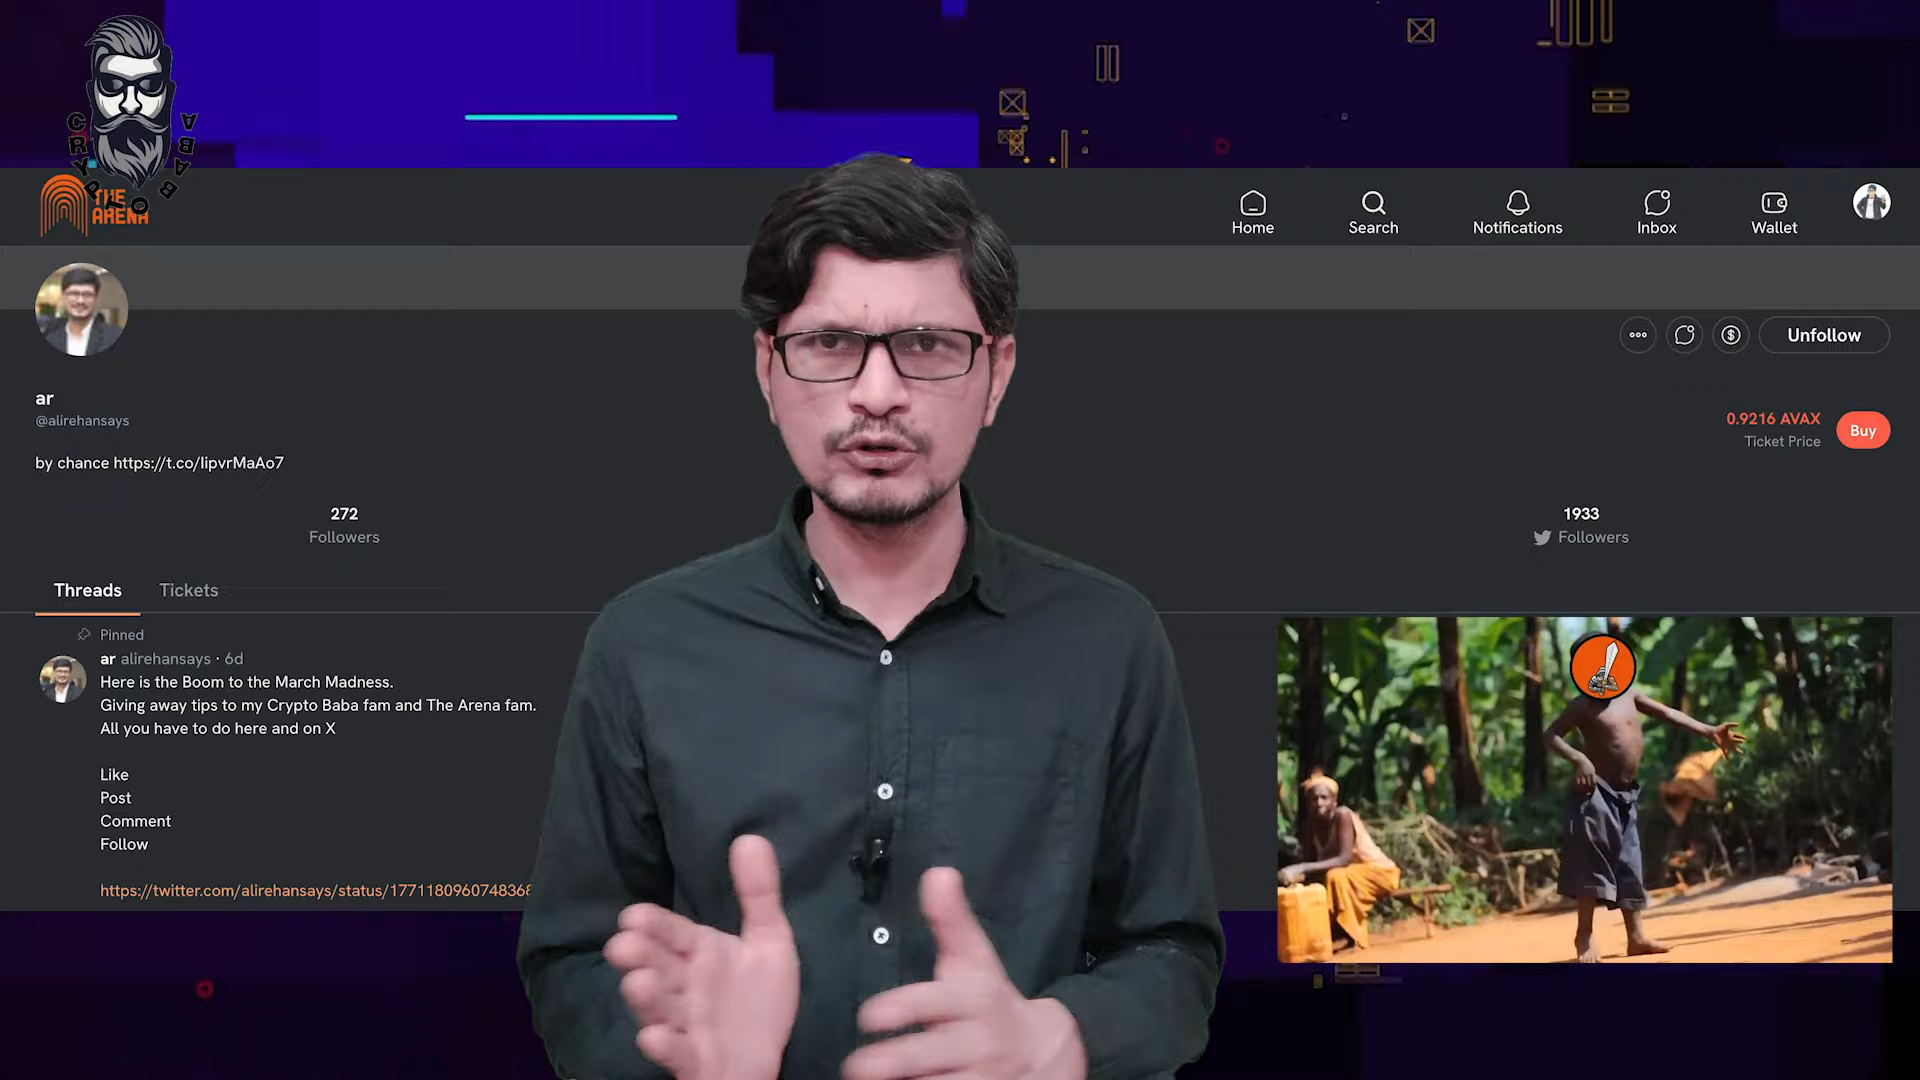 CRYPTO BABA
THE
ARENA
Home
Search
Notifications
Inbox
Wallet
Unfollow
ar
@alirehansays
0.9216 AVAX
Ticket Price
Buy
by chance https://t.co/lipvrMaAo7
272
Followers
1933
Followers
Threads
Tickets
Pinned
ar alirehansays · 6d
Here is the Boom to the March Madness.
Giving away tips to my Crypto Baba fam and The Arena fam.
All you have to do here and on X
Like
Post
Comment
Follow
https://twitter.com/alirehansays/status/177118096074836